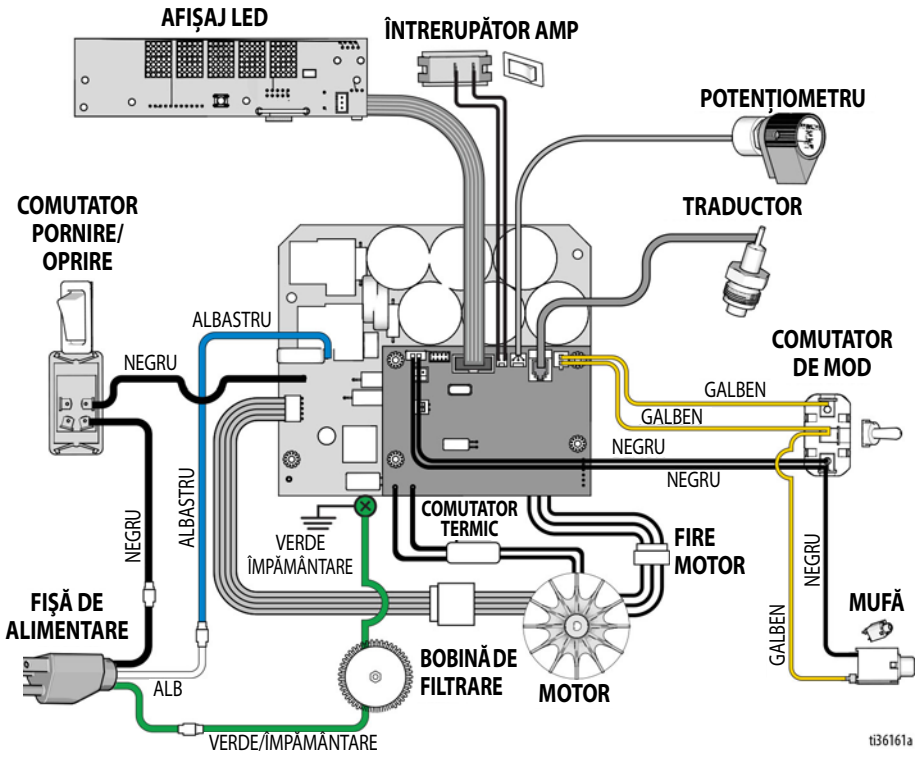 AFIȘAJ LED
ÎNTRERUPĂTOR AMP
POTENȚIOMETRU
TRADUCTOR
COMUTATOR
PORNIRE/
OPRIRE
ALBASTRU
NEGRU
COMUTATOR
DE MOD
GALBEN
GALBEN
NEGRU
NEGRU
NEGRU
ALBASTRU
VERDE
ÎMPĂMÂNTARE
COMUTATOR
TERMIC
FIRE
MOTOR
NEGRU
GALBEN
MUFĂ
FIŞĂ DE
ALIMENTARE
ALB
BOBINĂ DE
FILTRARE
MOTOR
VERDE/ÎMPĂMÂNTARE
ti36161a